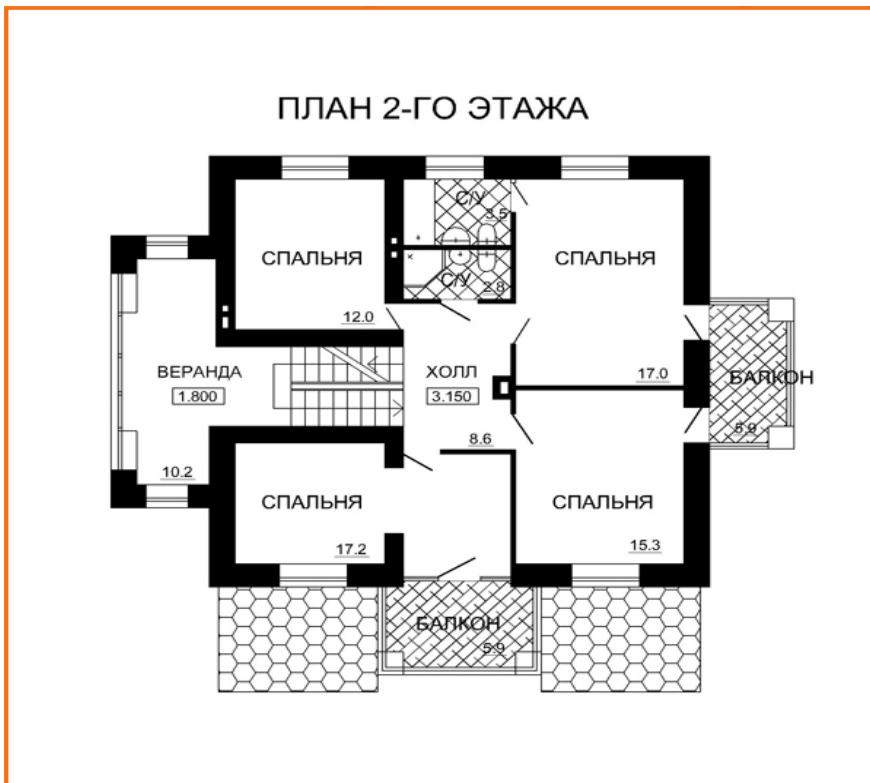 ПЛАН 2-ГО ЭТАЖА
С/У
3.5
СПАЛЬНЯ
СПАЛЬНЯ
С/У
2.8
12.0
ВЕРАНДА
ХОЛЛ
17.0
БАЛКОН
1.800
3.150
5.9
8.6
10.2
СПАЛЬНЯ
СПАЛЬНЯ
17.2
15.3
БАЛКОН
5.9